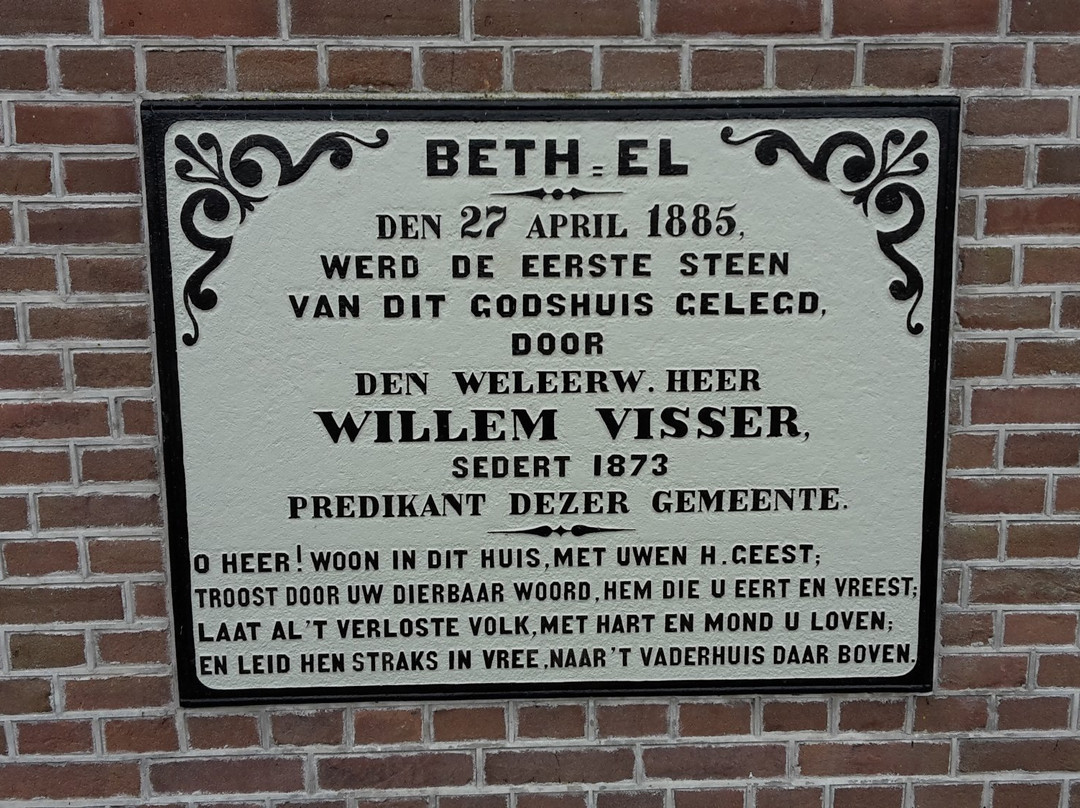 BETH=EL
DEN 27 APRIL 1885,
WERD DE EERSTE STEEN
VAN DIT GODSHUIS GELEGD,
DOOR
DEN WELEERW. HEER
WILLEM VISSER,
SEDERT 1873
PREDIKANT DEZER GEMEENTE.
O HEER! WOON IN DIT HUIS, MET UWEN H. GEEST;
TROOST DOOR UW DIERBAAR WOORD, HEM DIE U EERT EN VREEST;
LAAT AL'T VERLOSTE VOLK, MET HART EN MOND U LOVEN;
EN LEID HEN STRAKS IN VREE, NAAR'T VADERHUIS DAAR BOVEN.